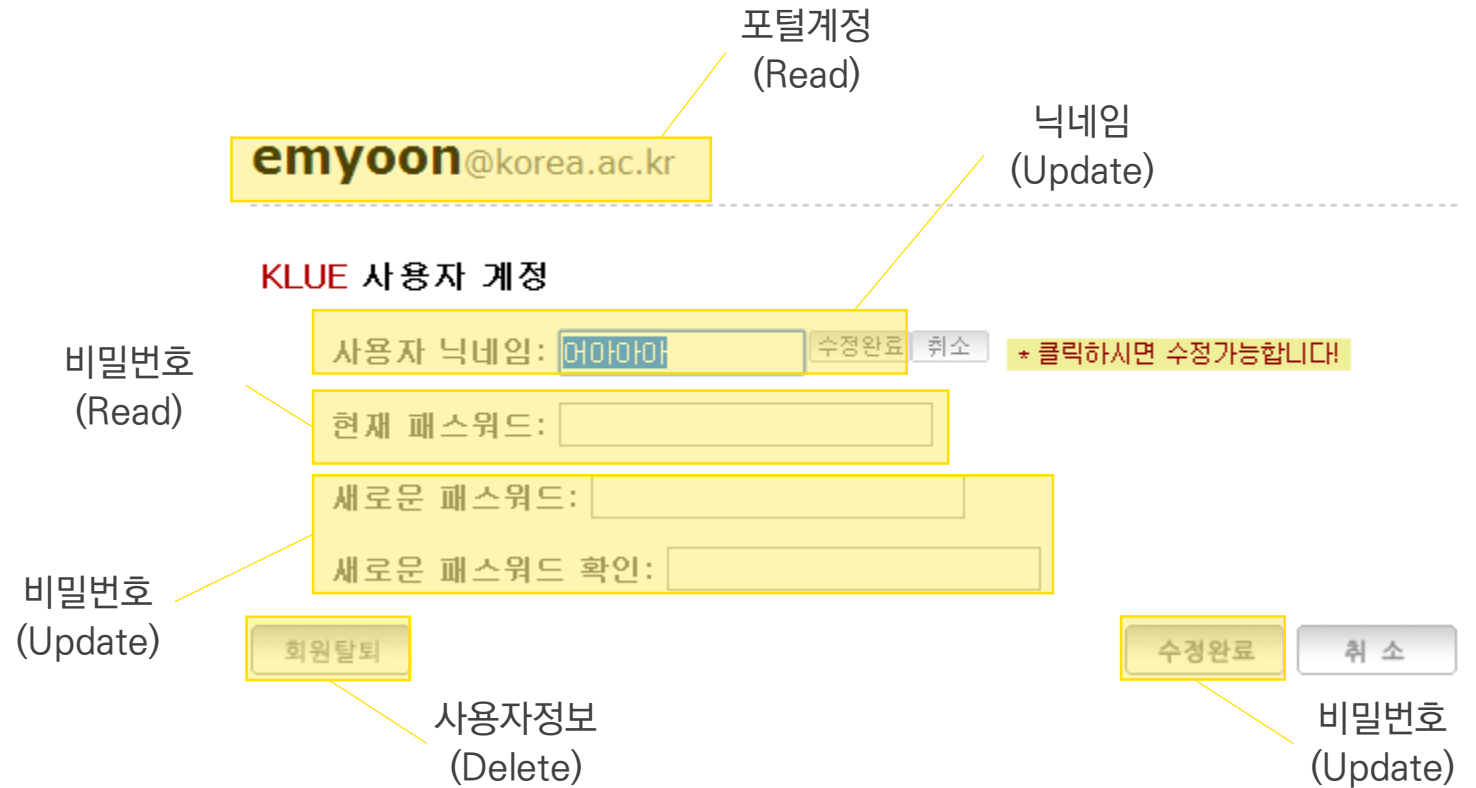 포털계정
(Read)
닉네임
(Update)
emyoon@korea.ac.kr
KLUE 사용자 계정
비밀번호
(Read)
사용자 닉네임: 어아아아 수정완료 취소 * 클릭하시면 수정가능합니다!
현재 패스워드:
새로운 패스워드:
새로운 패스워드 확인:
비밀번호
(Update)
회원탈퇴 수정완료 취 소
사용자정보
(Delete)
비밀번호
(Update)